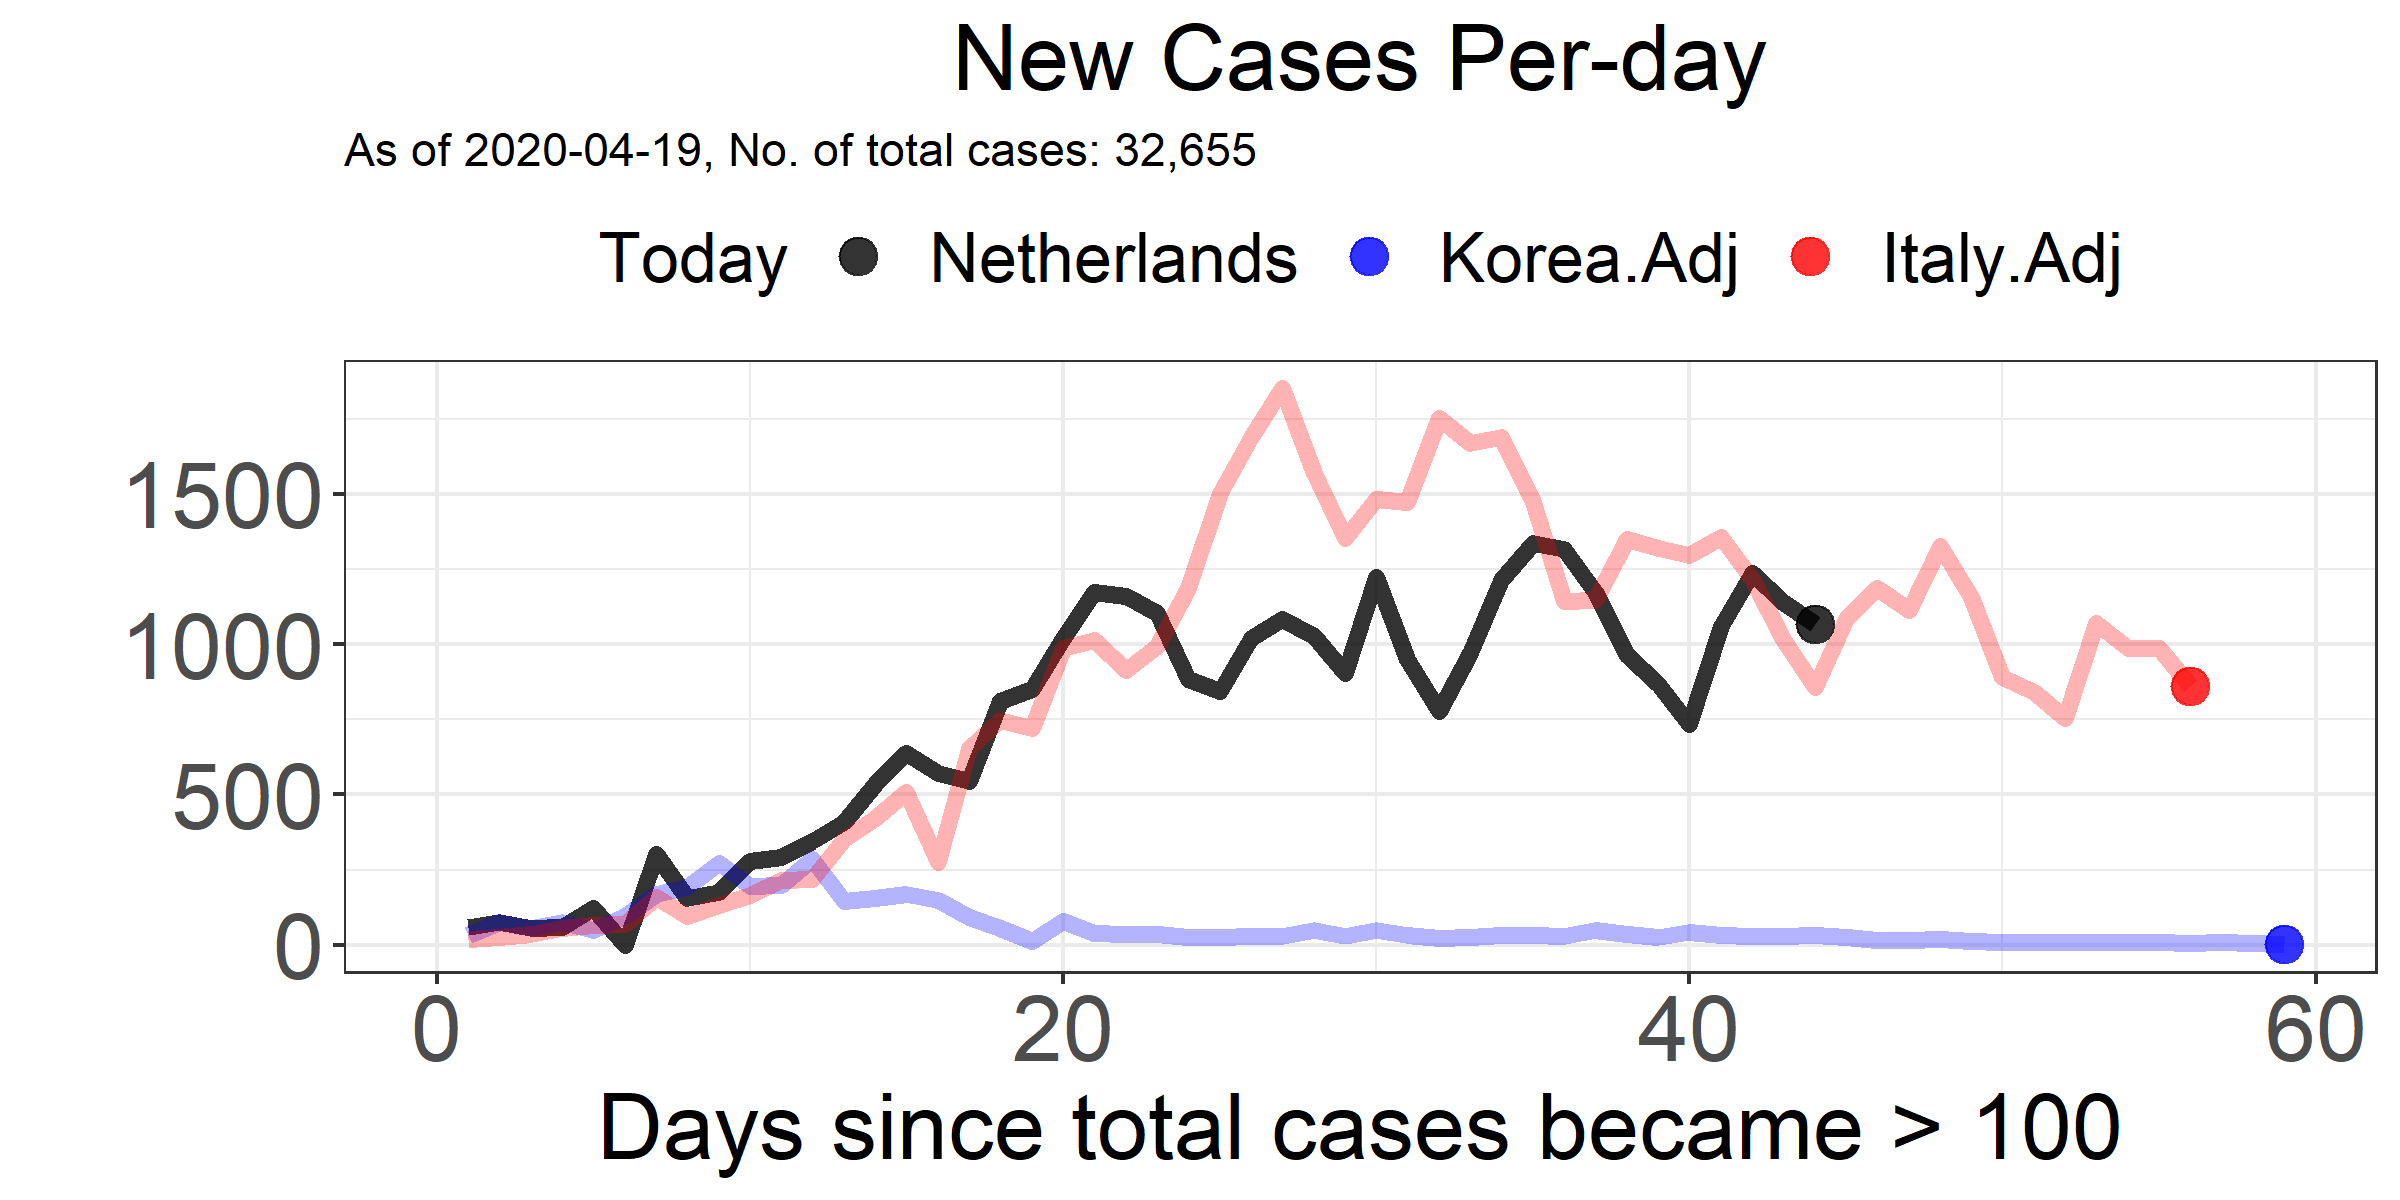 New Cases Per-day
As of 2020-04-19, No. of total cases: 32,655
Today Netherlands Korea.Adj Italy.Adj
1500
1000
500
0
0 20 40 60
Days since total cases became > 100